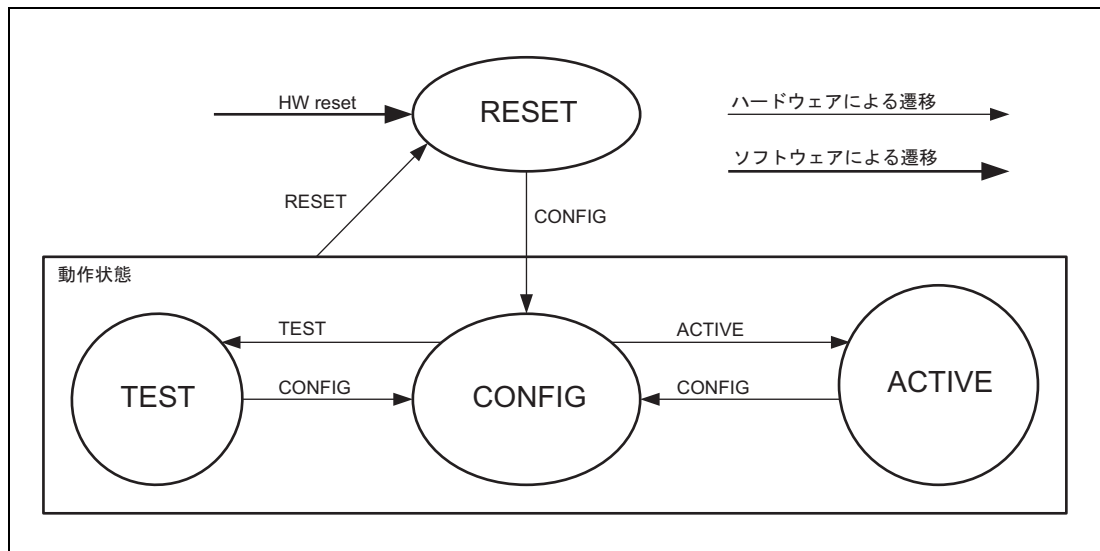 HW reset
RESET
ハードウェアによる遷移
ソフトウェアによる遷移
RESET
CONFIG
動作状態
TEST
ACTIVE
TEST
CONFIG
CONFIG
CONFIG
ACTIVE